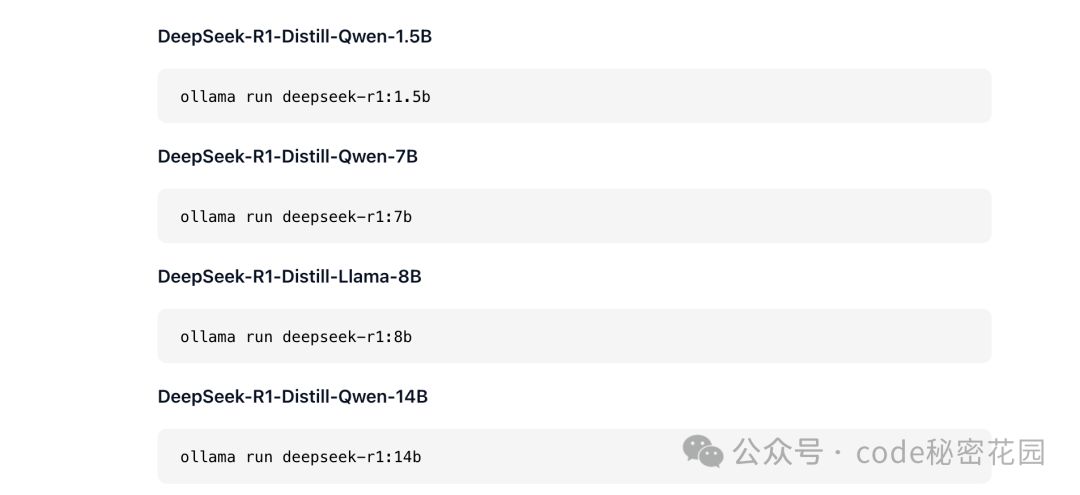 DeepSeek-R1-Distill-Qwen-1.5B
ollama run deepseek-r1:1.5b
DeepSeek-R1-Distill-Qwen-7B
ollama run deepseek-r1:7b
DeepSeek-R1-Distill-Llama-8B
ollama run deepseek-r1:8b
DeepSeek-R1-Distill-Qwen-14B
ollama run deepseek-r1:14b
公众号 · code秘密花园